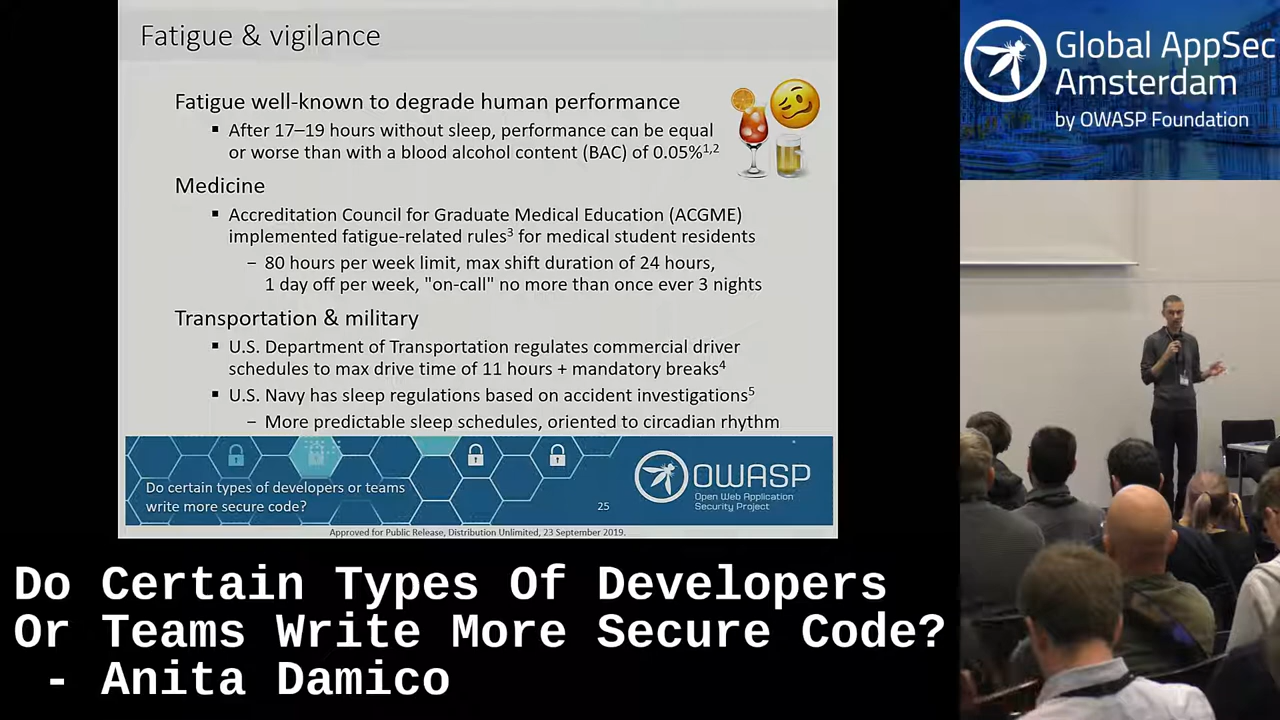 Fatigue & vigilance
Fatigue well-known to degrade human performance
▪ After 17–19 hours without sleep, performance can be equal
or worse than with a blood alcohol content (BAC) of 0.05%1,2
Medicine
▪ Accreditation Council for Graduate Medical Education (ACGME)
implemented fatigue-related rules3 for medical student residents
− 80 hours per week limit, max shift duration of 24 hours,
1 day off per week, "on-call" no more than once ever 3 nights
Transportation & military
▪ U.S. Department of Transportation regulates commercial driver
schedules to max drive time of 11 hours + mandatory breaks4
▪ U.S. Navy has sleep regulations based on accident investigations5
− More predictable sleep schedules, oriented to circadian rhythm
Do certain types of developers or teams
write more secure code?
25
OWASP
Open Web Application
Security Project
Approved for Public Release, Distribution Unlimited, 23 September 2019.
Global AppSec
Amsterdam
by OWASP Foundation
Do Certain Types Of Developers
Or Teams Write More Secure Code?
- Anita Damico